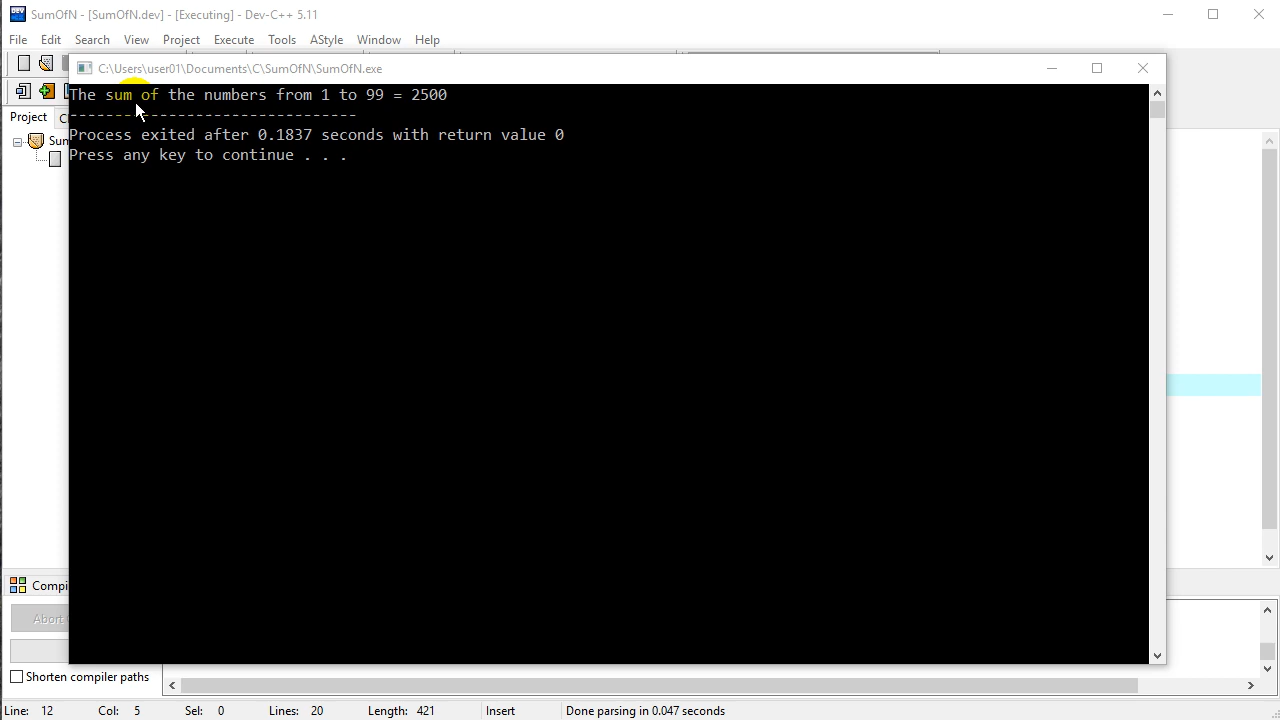 SumOfN - [SumOfN.dev] - [Executing] - Dev-C++ 5.11
File Edit Search View Project Execute Tools AStyle Window Help
C:\Users\user01\Documents\C\SumOfN\SumOfN.exe
The sum of the numbers from 1 to 99 = 2500
--------------------------------
Process exited after 0.1837 seconds with return value 0
Press any key to continue . . .
Project
Sum
Compi
Abort
Shorten compiler paths
Line: 12 Col: 5 Sel: 0 Lines: 20 Length: 421 Insert Done parsing in 0.047 seconds